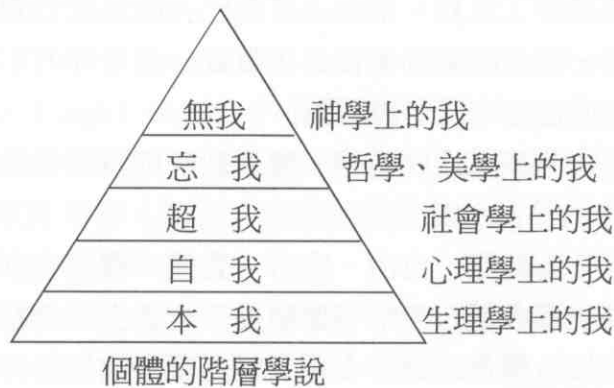 無我 神學上的我
忘 我 哲學、美學上的我
超 我 社會學上的我
自 我 心理學上的我
本 我 生理學上的我
個體的階層學說